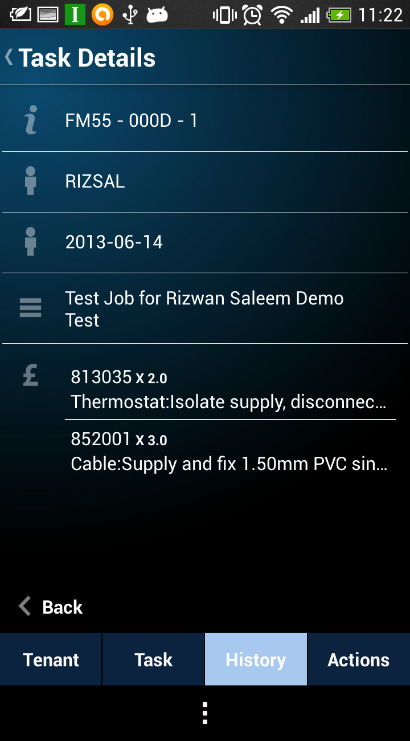 11:22
Task Details
FM55 - 000D - 1
RIZSAL
2013-06-14
Test Job for Rizwan Saleem Demo
Test
£
813035 X 2.0
Thermostat:Isolate supply, disconnec...
852001 X 3.0
Cable:Supply and fix 1.50mm PVC sin...
Back
Tenant Task History Actions